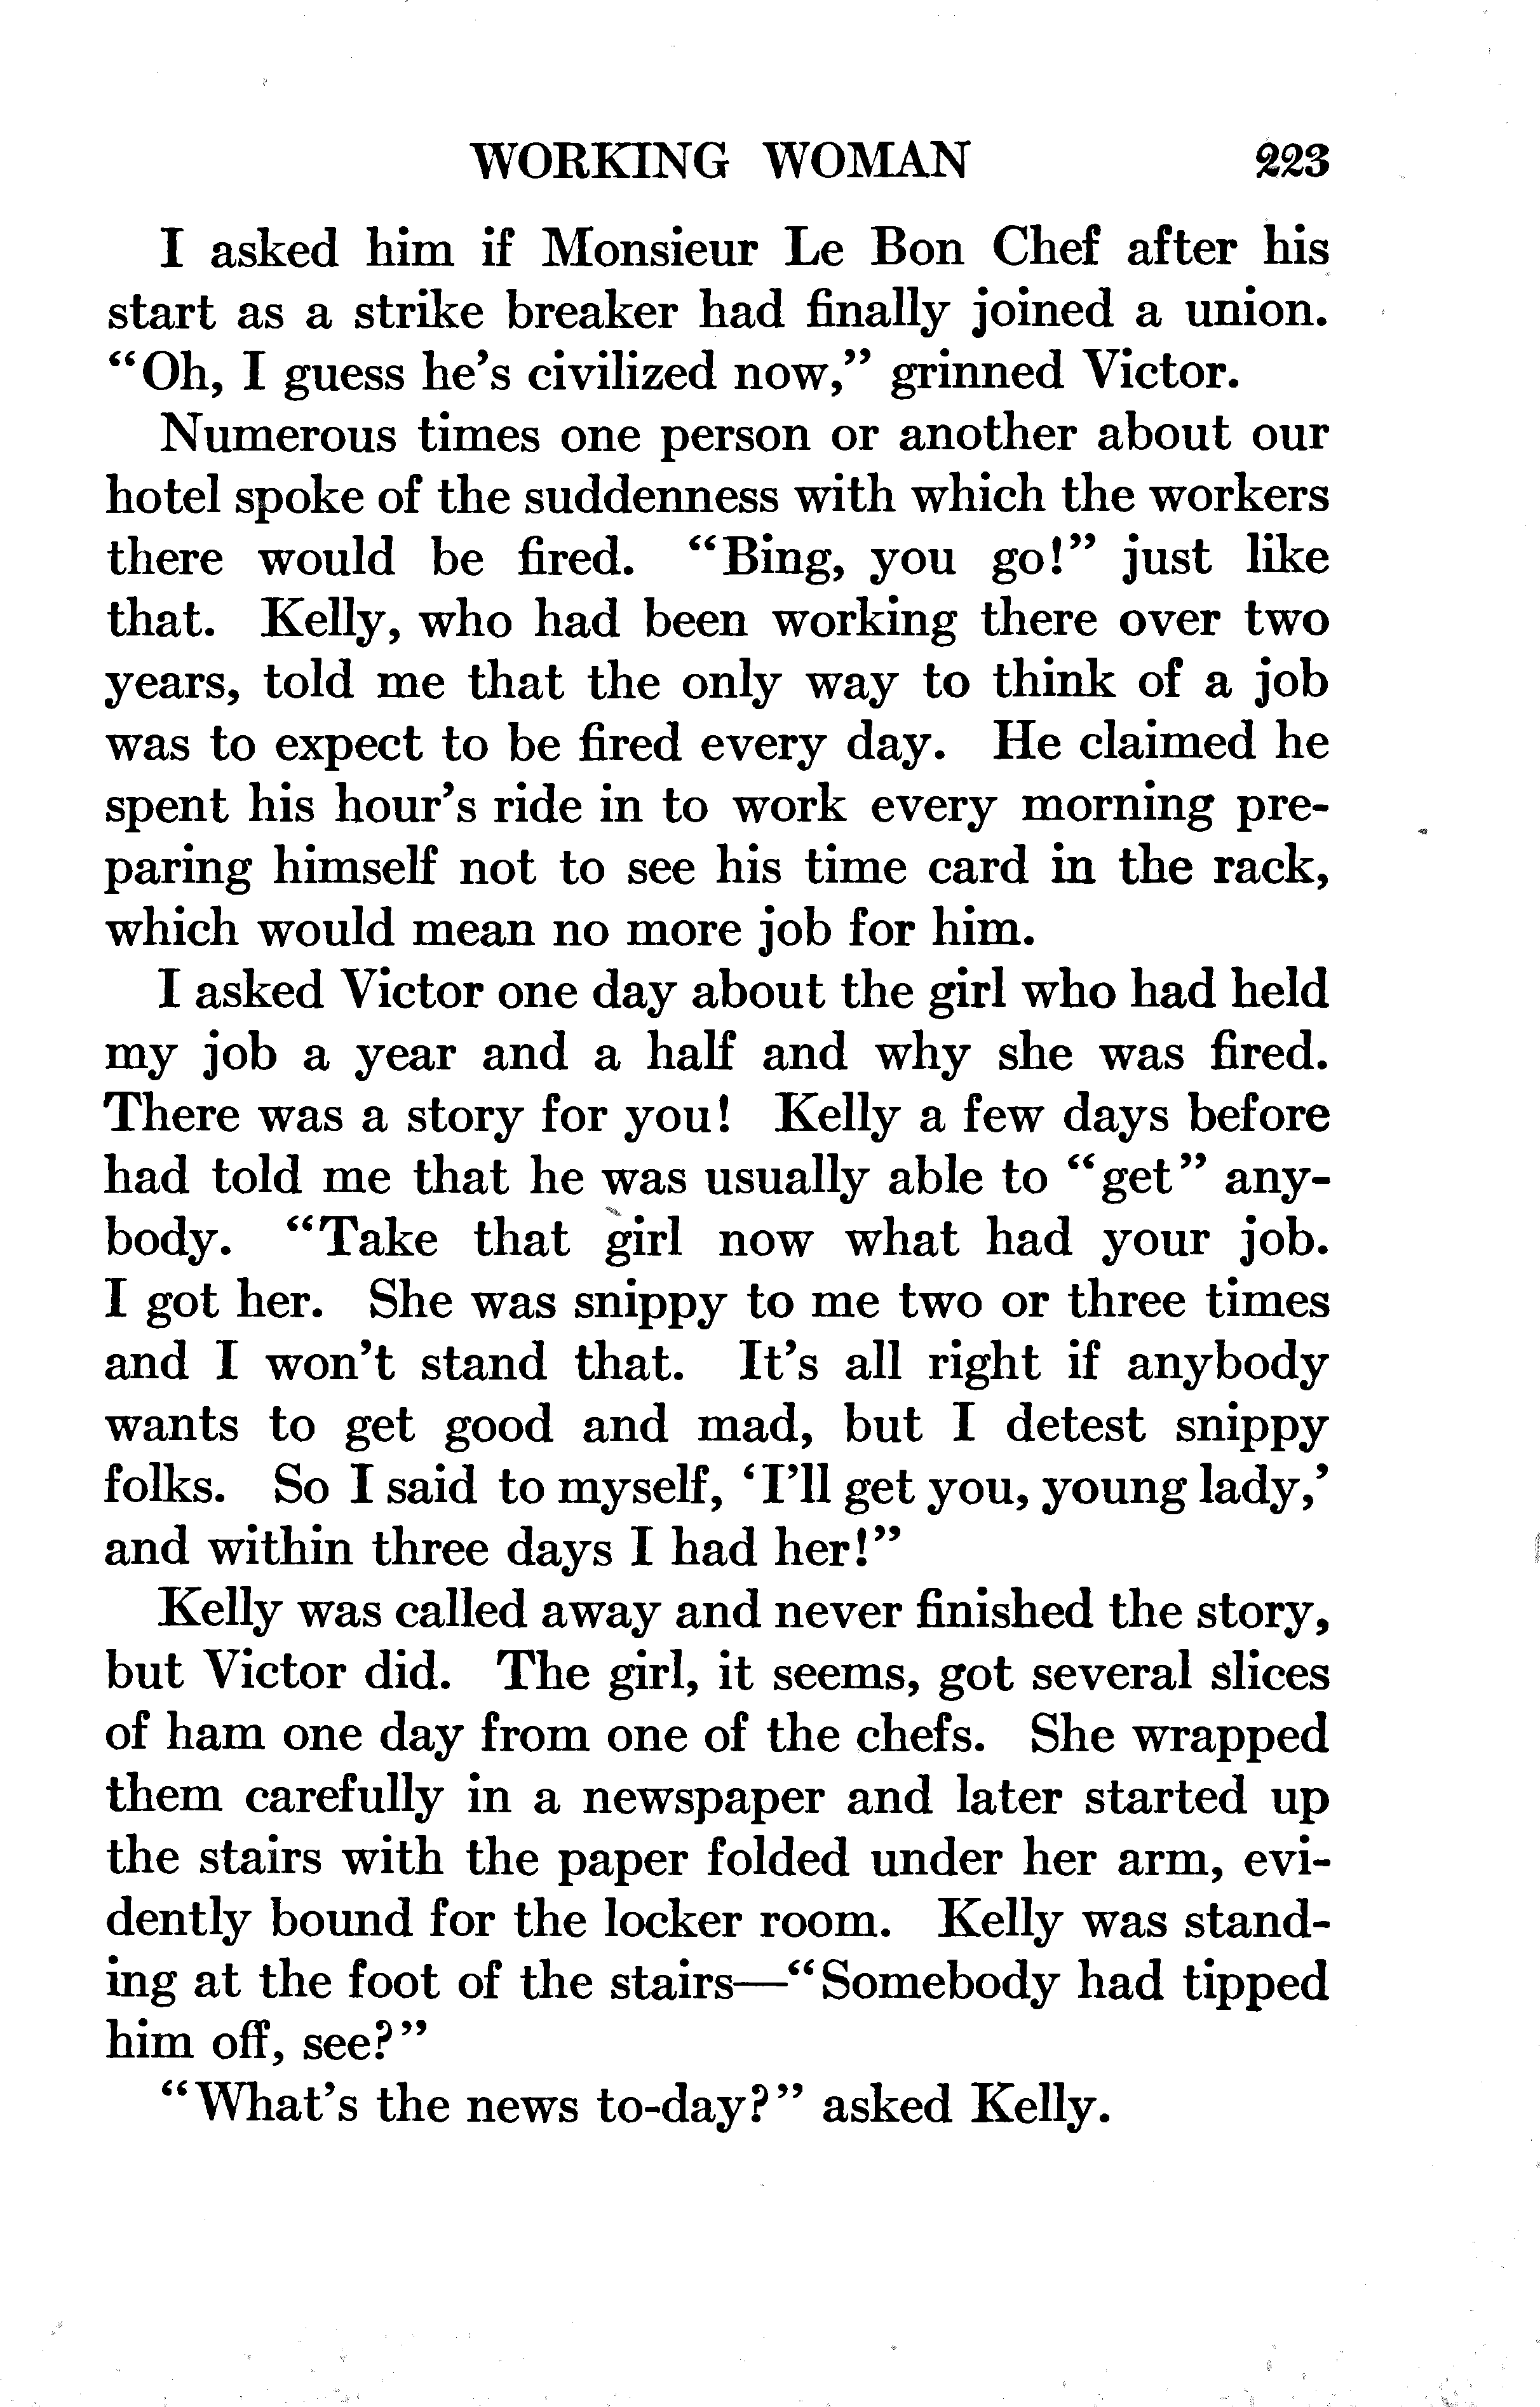 WORKING WOMAN 223
I asked him if Monsieur Le Bon Chef after his
start as a strike breaker had finally joined a union.
“Oh, I guess he’s civilized now,” grinned Victor.
Numerous times one person or another about our
hotel spoke of the suddenness with which the workers
there would be fired. “Bing, you go!” just like
that. Kelly, who had been working there over two
years, told me that the only way to think of a job
was to expect to be fired every day. He claimed he
spent his hour’s ride in to work every morning pre-
paring himself not to see his time card in the rack,
which would mean no more job for him.
I asked Victor one day about the girl who had held
my job a year and a half and why she was fired.
There was a story for you! Kelly a few days before
had told me that he was usually able to “get” any-
body. “Take that girl now what had your job.
I got her. She was snippy to me two or three times
and I won’t stand that. It’s all right if anybody
wants to get good and mad, but I detest snippy
folks. So I said to myself, ‘I’ll get you, young lady,’
and within three days I had her!”
Kelly was called away and never finished the story,
but Victor did. The girl, it seems, got several slices
of ham one day from one of the chefs. She wrapped
them carefully in a newspaper and later started up
the stairs with the paper folded under her arm, evi-
dently bound for the locker room. Kelly was stand-
ing at the foot of the stairs—“Somebody had tipped
him off, see?”
“What’s the news to-day?” asked Kelly.